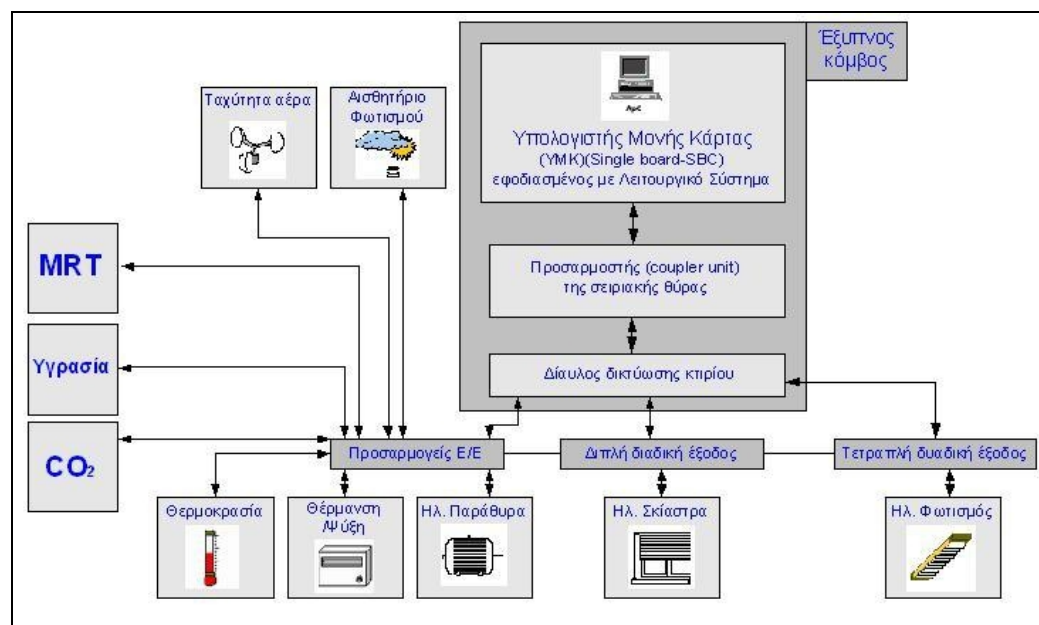 Έξυπνος
κόμβος
Υπολογιστής Μονής Κάρτας
(ΥΜΚ)(Single board-SBC)
εφοδιασμένος με Λειτουργικό Σύστημα
Ταχύτητα αέρα
Αισθητήριο
Φωτισμού
MRT
Προσαρμοστής (coupler unit)
της σειριακής θύρας
Υγρασία
Δίαυλος δικτύωσης κτιρίου
CO₂
Προσαρμογείς Ε/Ε
Διπλή διαδική έξοδος
Τετραπλή δυαδική έξοδος
Θερμοκρασία
Θέρμανση
/Ψύξη
Ηλ. Παράθυρα
Ηλ. Σκίαστρα
Ηλ. Φωτισμός